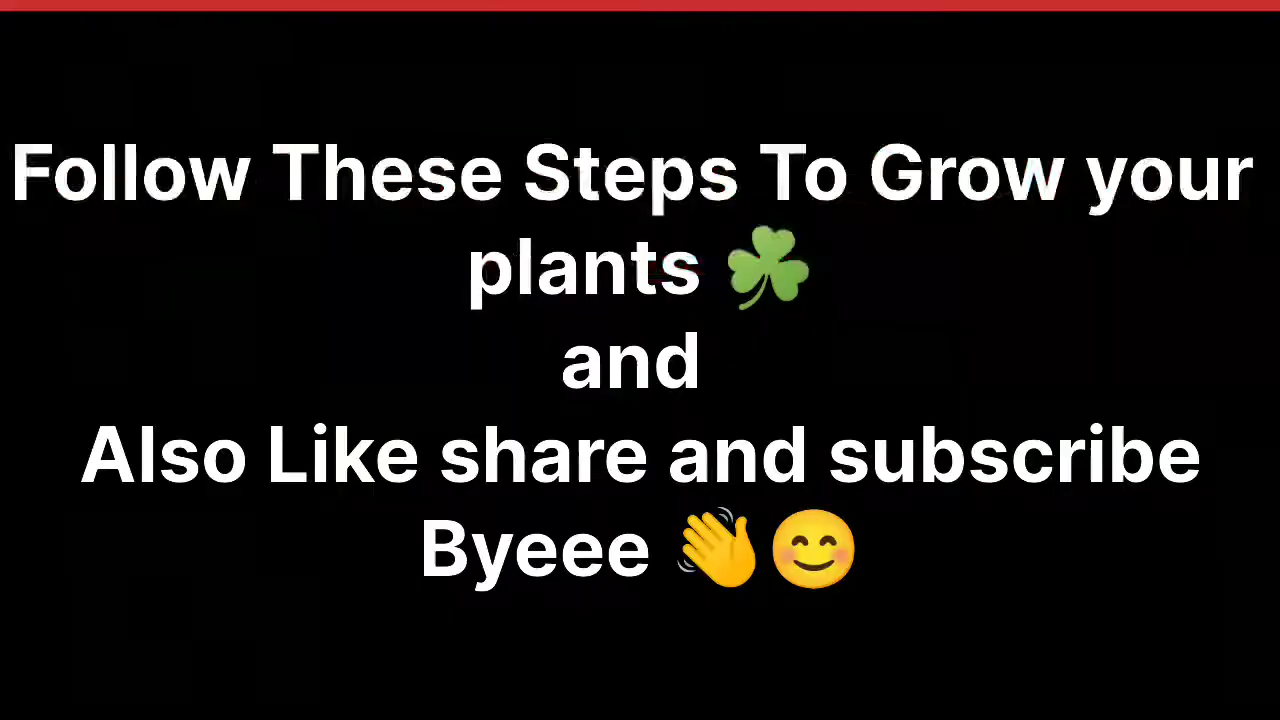 Follow These Steps To Grow your
plants ☘️
and
Also Like share and subscribe
Byeee 👋😊